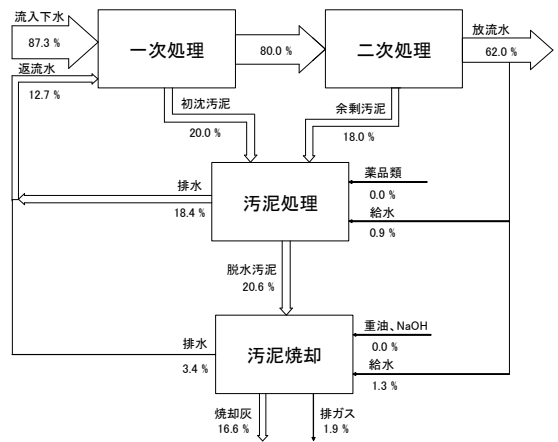 流入下水
87.3 %
一次処理
80.0 %
二次処理
放流水
62.0 %
返流水
12.7 %
初沈汚泥
20.0 %
余剰汚泥
18.0 %
汚泥処理
薬品類
0.0 %
給水
0.9 %
排水
18.4 %
脱水汚泥
20.6 %
汚泥焼却
重油、NaOH
0.0 %
給水
1.3 %
排水
3.4 %
焼却灰
16.6 %
排ガス
1.9 %